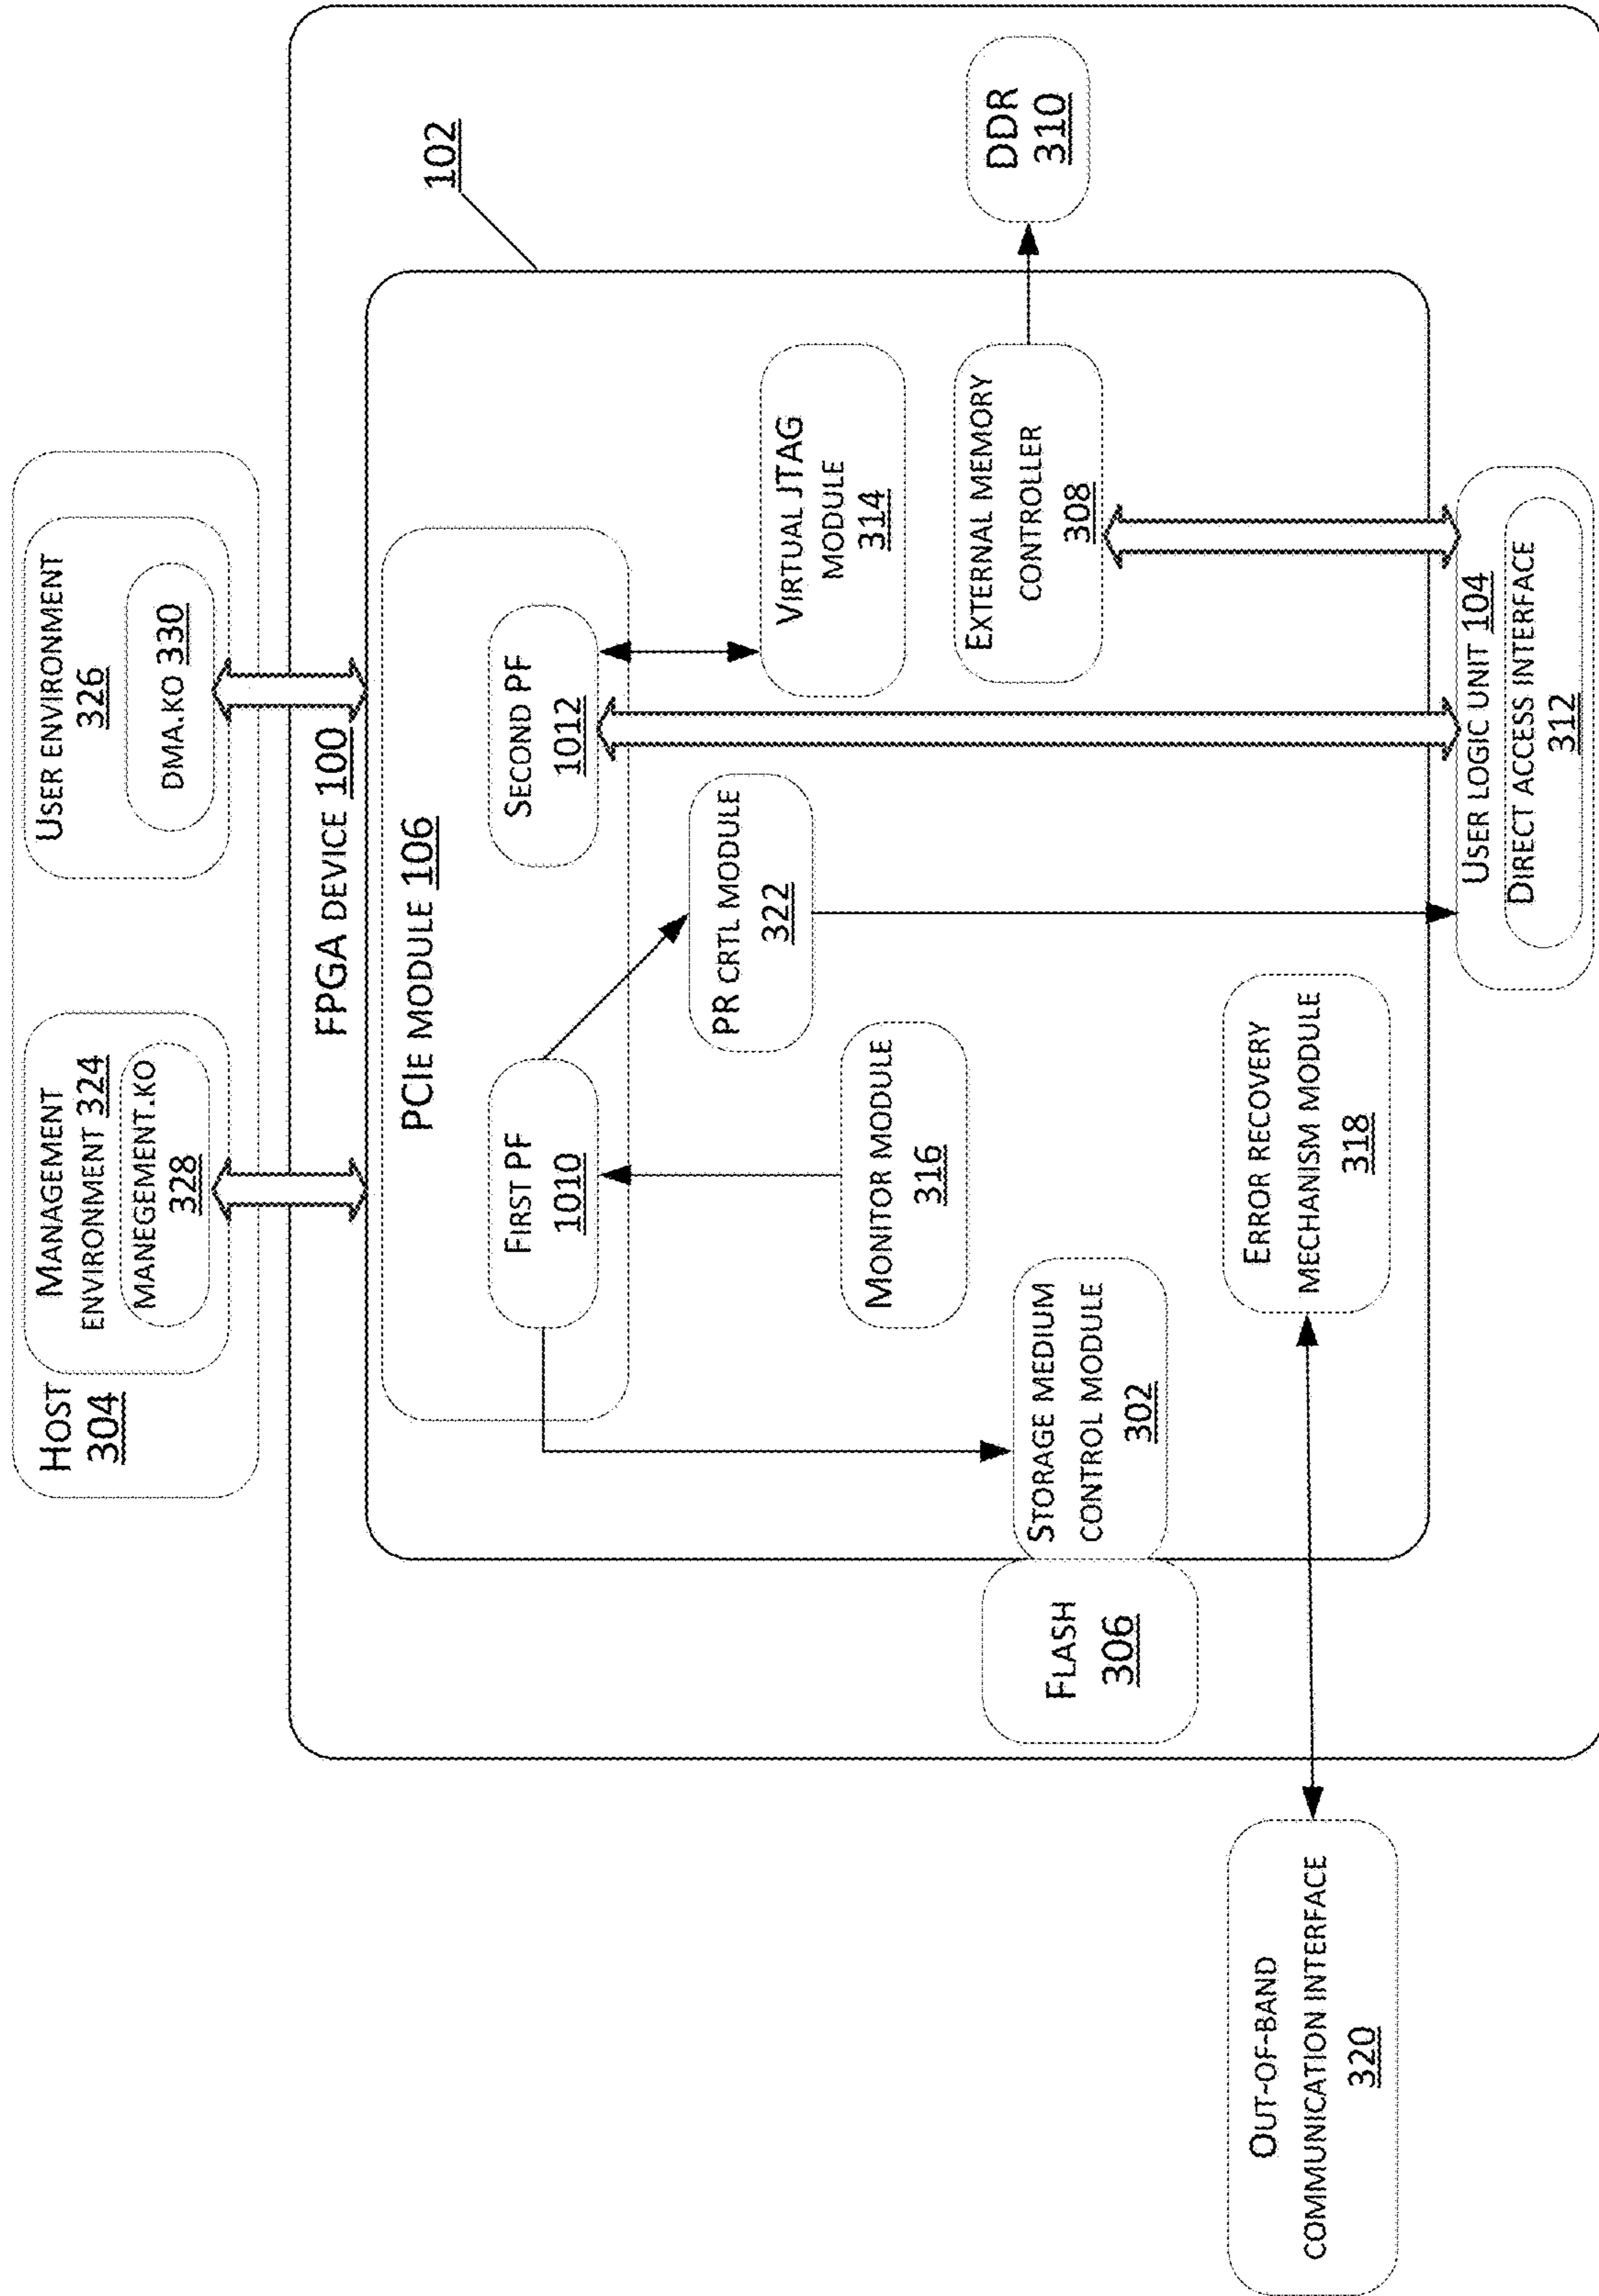 HOST
304
MANAGEMENT
ENVIRONMENT 324
MANEGEMENT.KO
328
USER ENVIRONMENT
326
DMA.KO 330
FPGA DEVICE 100
102
PCIE MODULE 106
FIRST PF
1010
SECOND PF
1012
PR CRTL MODULE
322
VIRTUAL JTAG
MODULE
314
MONITOR MODULE
316
EXTERNAL MEMORY
CONTROLLER
308
DDR
310
FLASH
306
STORAGE MEDIUM
CONTROL MODULE
302
ERROR RECOVERY
MECHANISM MODULE
318
OUT-OF-BAND
COMMUNICATION INTERFACE
320
USER LOGIC UNIT 104
DIRECT ACCESS INTERFACE
312